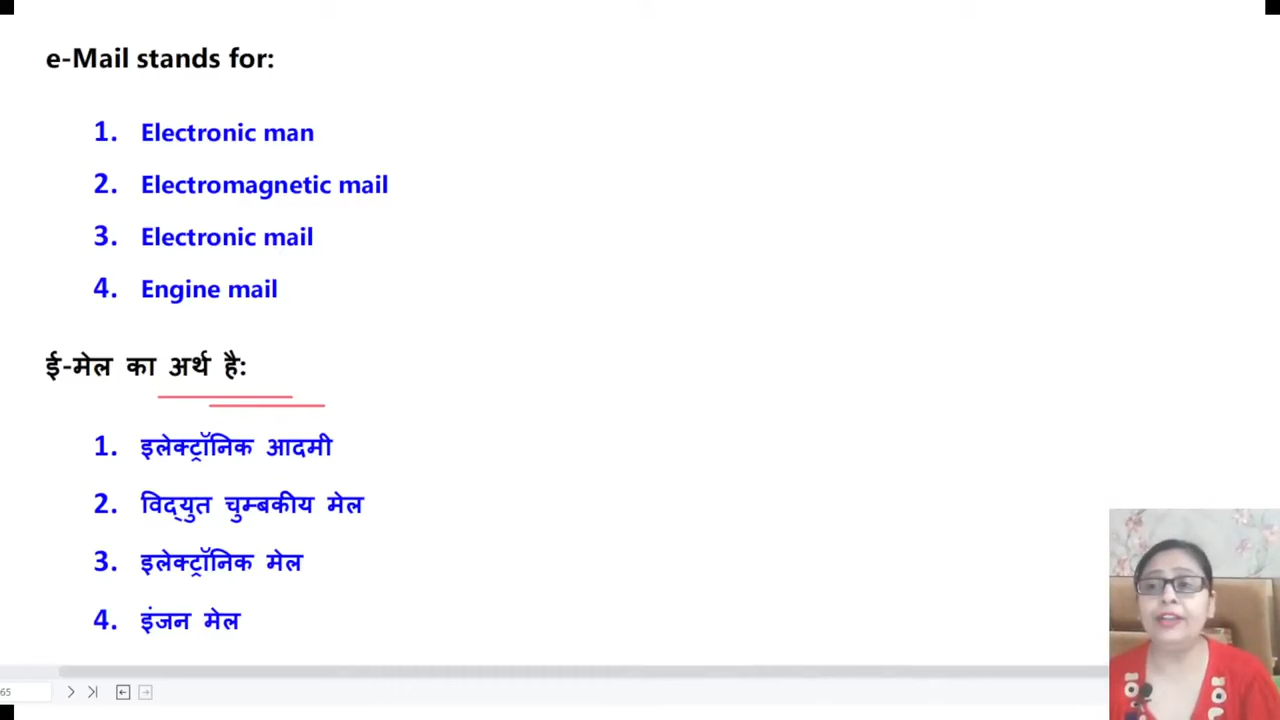 e-Mail stands for:
1. Electronic man
2. Electromagnetic mail
3. Electronic mail
4. Engine mail
ई-मेल का अर्थ है:
1. इलेक्ट्रॉनिक आदमी
2. विद्युत चुम्बकीय मेल
3. इलेक्ट्रॉनिक मेल
4. इंजन मेल
65